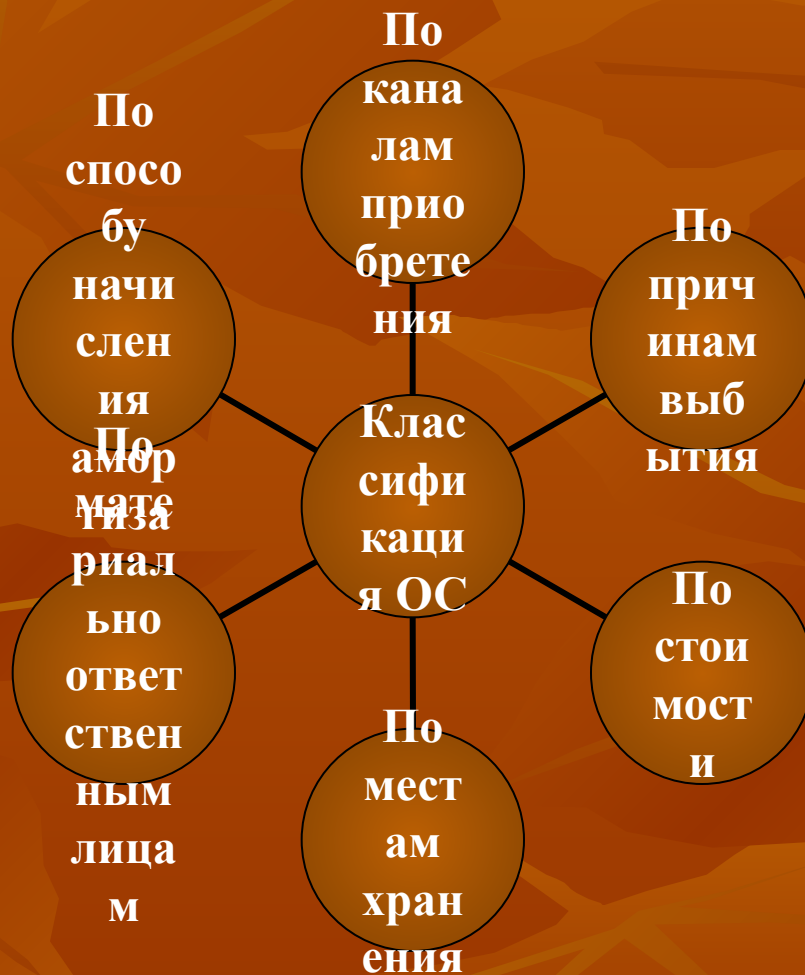 По
кана
лам
прио
брете
ния
По
спосо
бу
начи
слен
ия
амор
тиза
По
прич
инам
выб
ытия
Клас
сифи
каци
я ОС
По
мате
риал
ьно
ответ
ствен
ным
лица
м
По
стои
мост
и
По
мест
ам
хран
ения